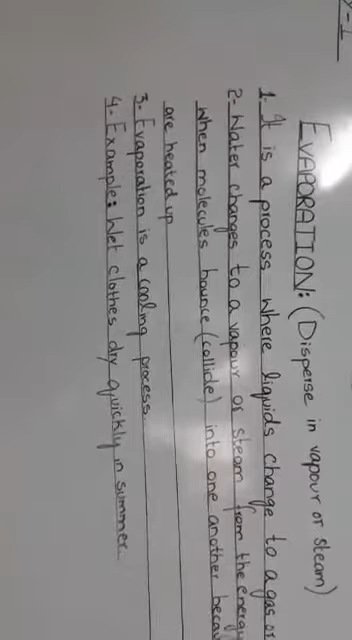 EVAPORATION: (Disperse in vapour or steam)
1- It is a process where liquids change to a gas or
2- Water changes to a vapour or steam from the energy
when molecules bounce (collide) into one another
are heated up
3- Evaporation is a cooling process.
4- Example: Wet clothes dry quickly in summer.